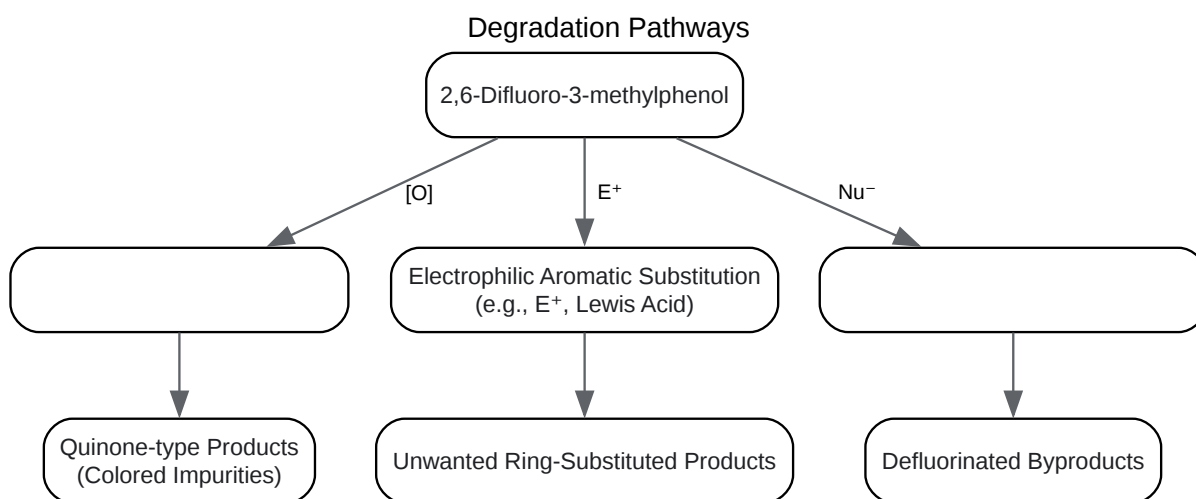 Degradation Pathways
2,6-Difluoro-3-methylphenol
[O]
E⁺
Nu⁻
Electrophilic Aromatic Substitution
(e.g., E⁺, Lewis Acid)
Quinone-type Products
(Colored Impurities)
Unwanted Ring-Substituted Products
Defluorinated Byproducts